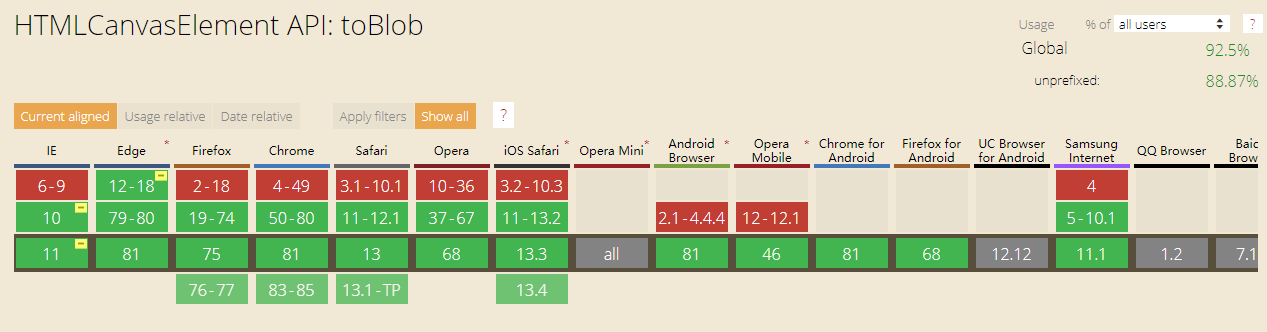 HTMLCanvasElement API: toBlob
Usage % of all users ?
Global 92.5%
unprefixed: 88.87%
Current aligned Usage relative Date relative Apply filters Show all ?
IE Edge * Firefox Chrome Safari Opera iOS Safari * Opera Mini * Android Browser * Opera Mobile * Chrome for Android Firefox for Android UC Browser for Android Samsung Internet QQ Browser Baid Brow
6-9 12-18 2-18 4-49 3.1-10.1 10-36 3.2-10.3 4
10 79-80 19-74 50-80 11-12.1 37-67 11-13.2 2.1-4.4.4 12-12.1 5-10.1
11 81 75 81 13 68 13.3 all 81 46 81 68 12.12 11.1 1.2 7.1
76-77 83-85 13.1-TP 13.4